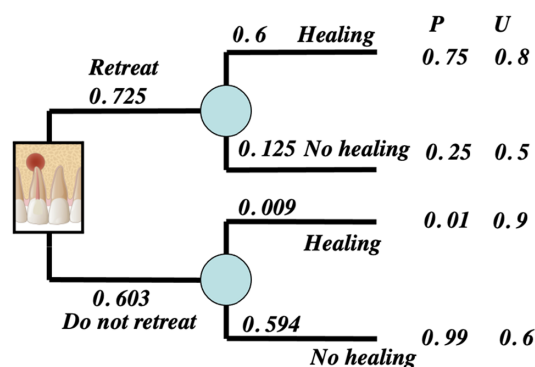 P U
0.6 Healing
0.75 0.8
Retreat
0.725
0.125 No healing 0.25 0.5
0.009
0.01 0.9
Healing
0.603
Do not retreat
0.594
0.99 0.6
No healing